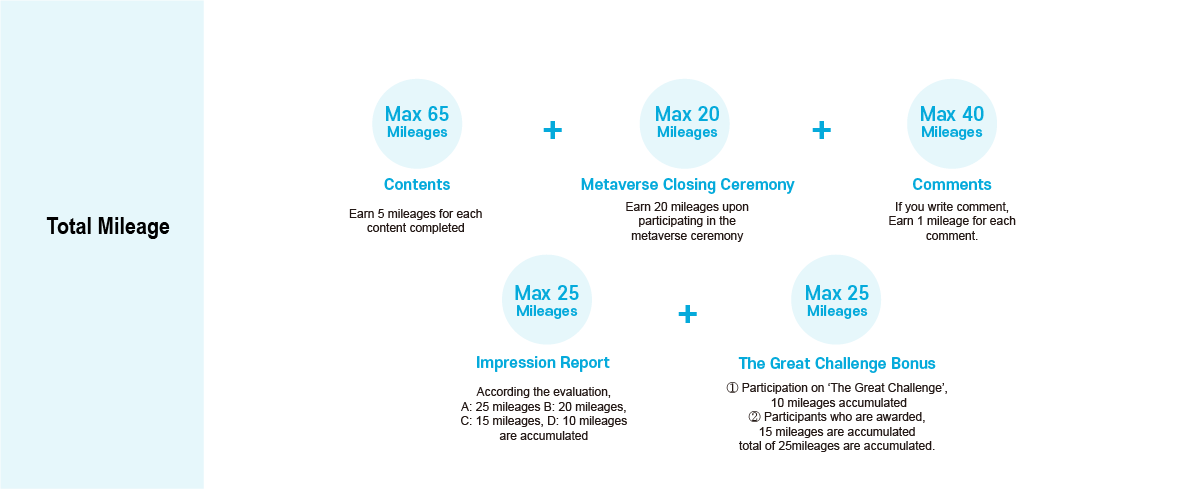 Total Mileage
Max 65
Mileages
+
Max 20
Mileages
+
Max 40
Mileages
Contents
Metaverse Closing Ceremony
Comments
Earn 5 mileages for each
content completed
Earn 20 mileages upon
participating in the
metaverse ceremony
If you write comment,
Earn 1 mileage for each
comment.
Max 25
Mileages
+
Max 25
Mileages
Impression Report
The Great Challenge Bonus
According the evaluation,
A: 25 mileages B: 20 mileages,
C: 15 mileages, D: 10 mileages
are accumulated
① Participation on ‘The Great Challenge’,
10 mileages accumulated
② Participants who are awarded,
15 mileages are accumulated
total of 25mileages are accumulated.